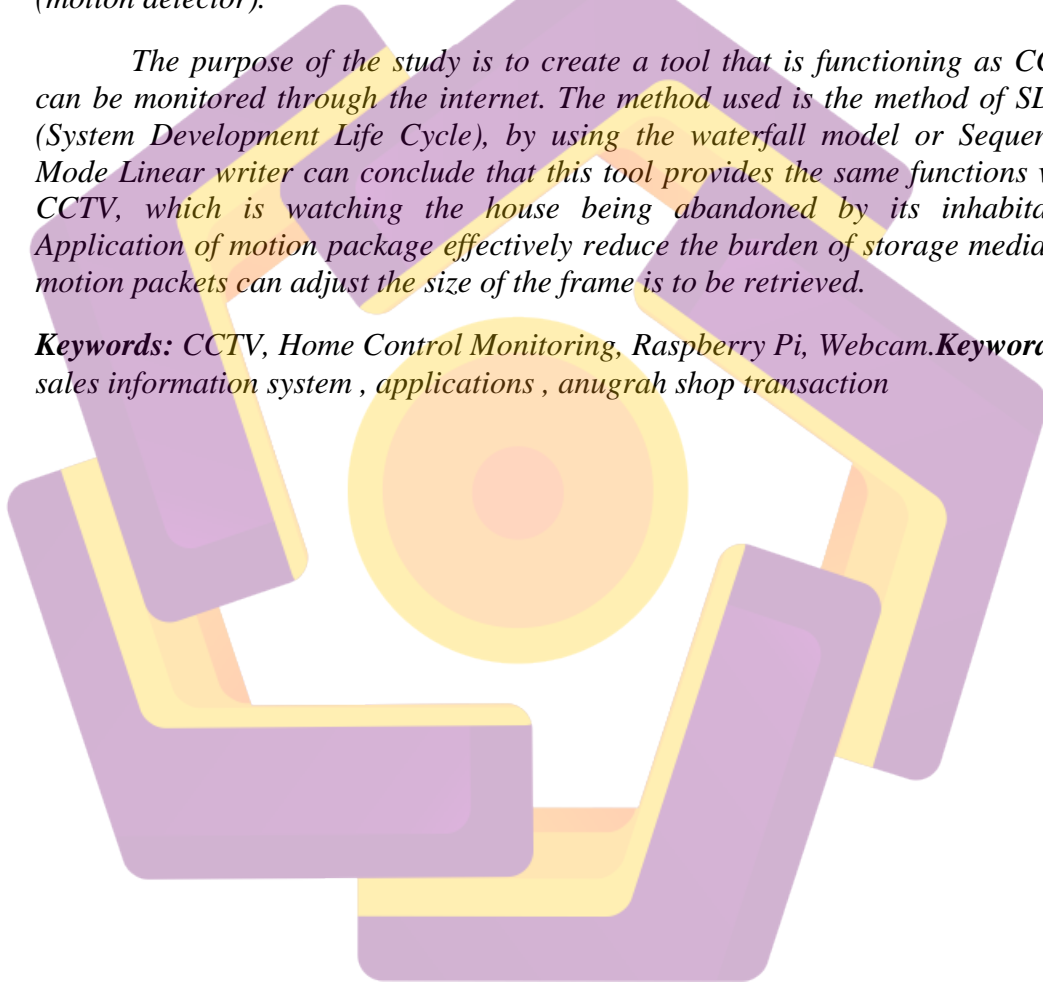 (motion detector).
The purpose of the study is to create a tool that is functioning as
can be monitored through the internet. The method used is the method of
(System Development Life Cycle), by using the waterfall model or
Mode Linear writer can conclude that this tool provides the same functions
CCTV, which is watching the house being abandoned by its
Application of motion package effectively reduce the burden of storage media
motion packets can adjust the size of the frame is to be retrieved.
Keywords: CCTV, Home Control Monitoring, Raspberry Pi, Webcam.
sales information system , applications , anugrah shop transaction